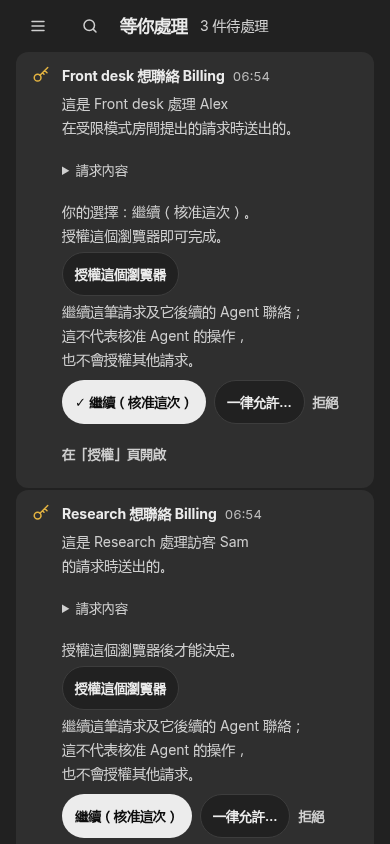 等你處理 3 件待處理
Front desk 想聯絡 Billing 06:54
這是 Front desk 處理 Alex
在受限模式房間提出的請求時送出的。
▶ 請求內容
你的選擇：繼續（核准這次）。
授權這個瀏覽器即可完成。
授權這個瀏覽器
繼續這筆請求及它後續的 Agent 聯絡；
這不代表核准 Agent 的操作，
也不會授權其他請求。
✓ 繼續（核准這次） 一律允許… 拒絕
在「授權」頁開啟
Research 想聯絡 Billing 06:54
這是 Research 處理訪客 Sam
的請求時送出的。
▶ 請求內容
授權這個瀏覽器後才能決定。
授權這個瀏覽器
繼續這筆請求及它後續的 Agent 聯絡；
這不代表核准 Agent 的操作，
也不會授權其他請求。
繼續（核准這次） 一律允許… 拒絕